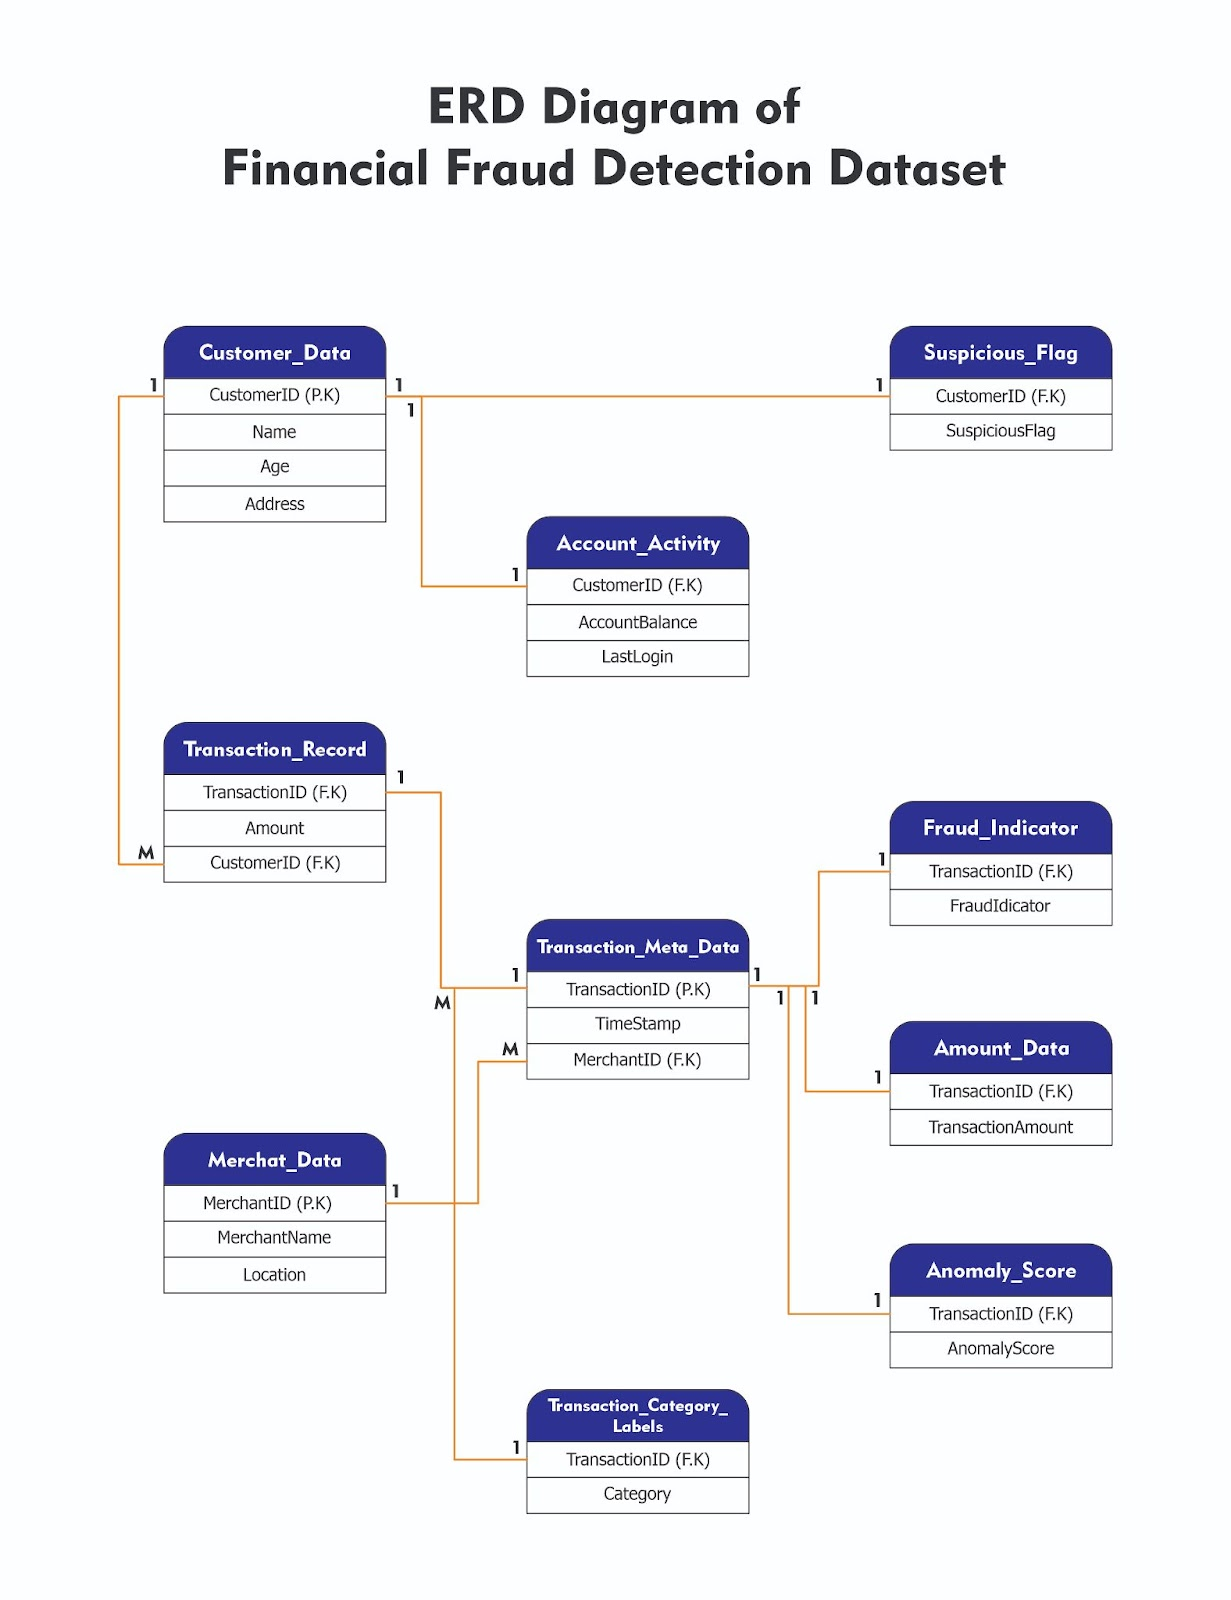 ERD Diagram of
Financial Fraud Detection Dataset
Customer_Data
CustomerID (P.K)
Name
Age
Address
1
1
1
1
Suspicious_Flag
CustomerID (F.K)
SuspiciousFlag
Account_Activity
CustomerID (F.K)
AccountBalance
LastLogin
1
Transaction_Record
TransactionID (F.K)
Amount
CustomerID (F.K)
1
M
Fraud_Indicator
TransactionID (F.K)
FraudIdicator
1
Transaction_Meta_Data
TransactionID (P.K)
TimeStamp
MerchantID (F.K)
1
M
M
1
1
1
Amount_Data
TransactionID (F.K)
TransactionAmount
1
Merchat_Data
MerchantID (P.K)
MerchantName
Location
1
Anomaly_Score
TransactionID (F.K)
AnomalyScore
1
Transaction_Category_
Labels
TransactionID (F.K)
Category
1